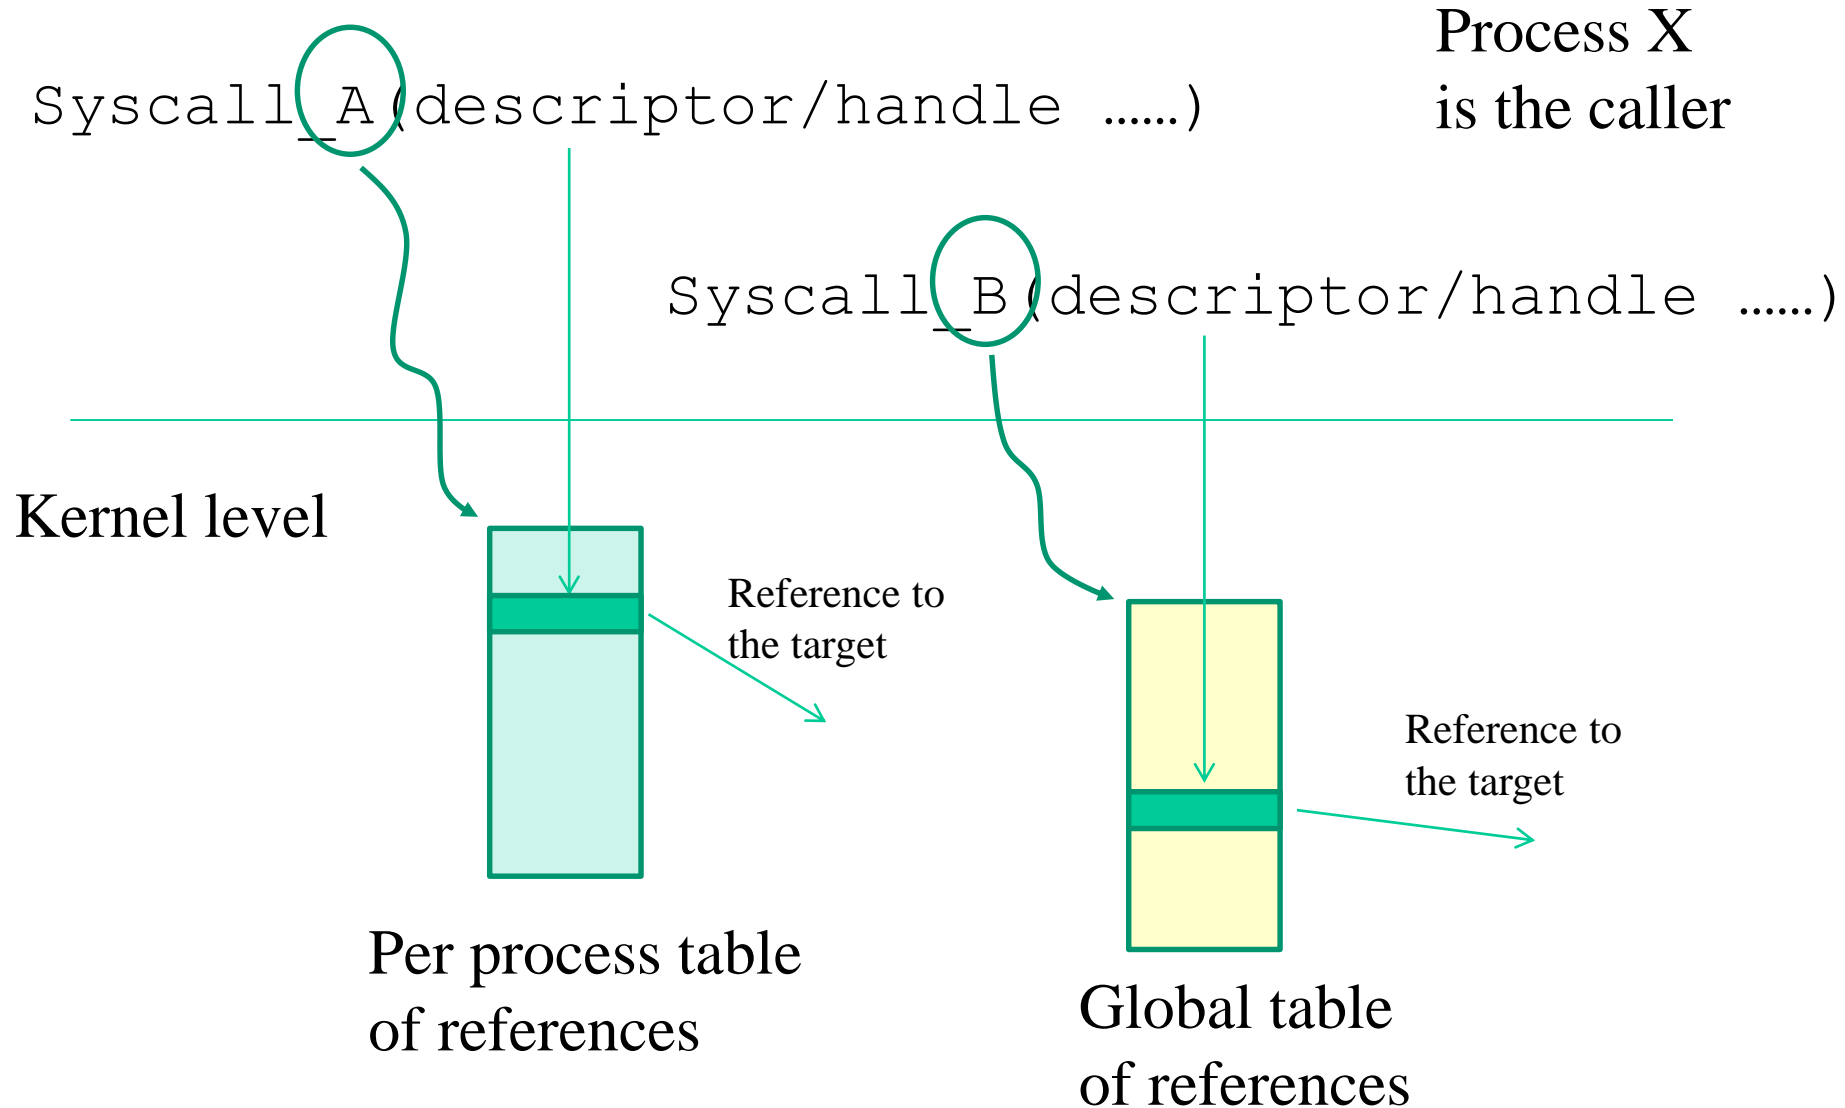 Process X
is the caller
Syscall_A(descriptor/handle ……)
Syscall_B(descriptor/handle ……)
Kernel level
Reference to
the target
Reference to
the target
Per process table
of references
Global table
of references